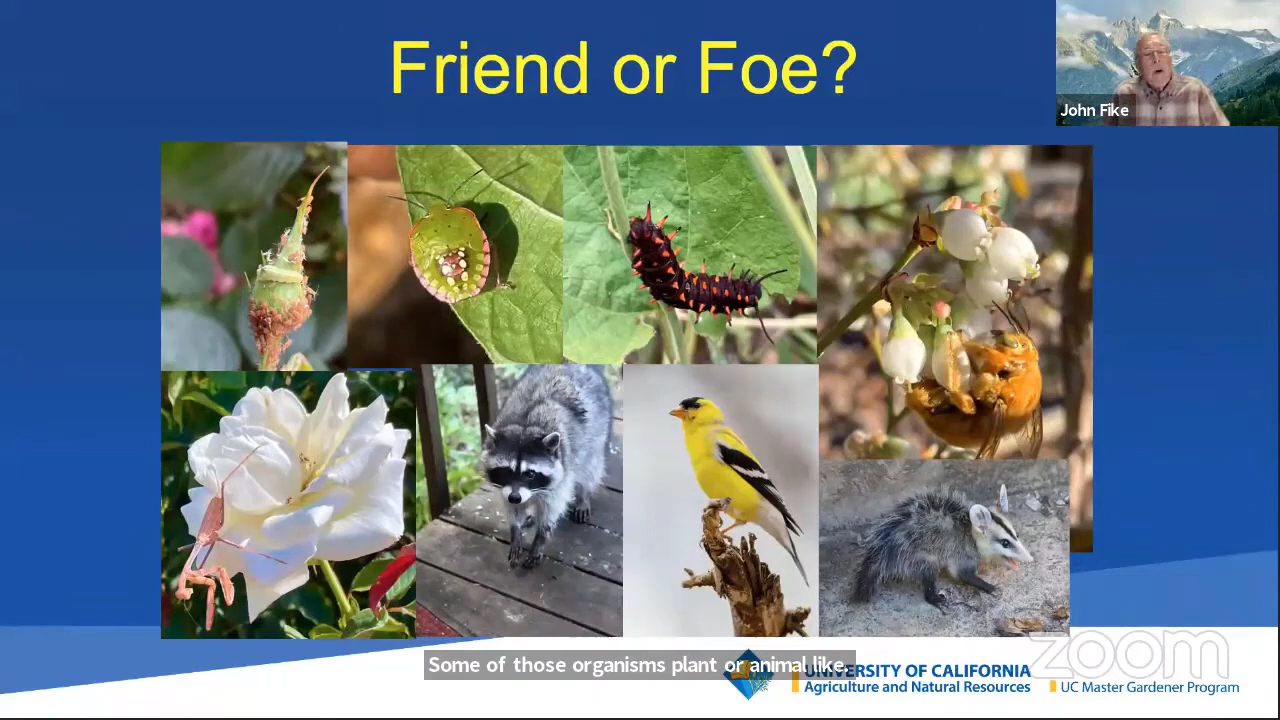 Friend or Foe?
John Fike
Some of those organisms plant or animal like.
UNIVERSITY OF CALIFORNIA
Agriculture and Natural Resources
UC Master Gardener Program
zoom